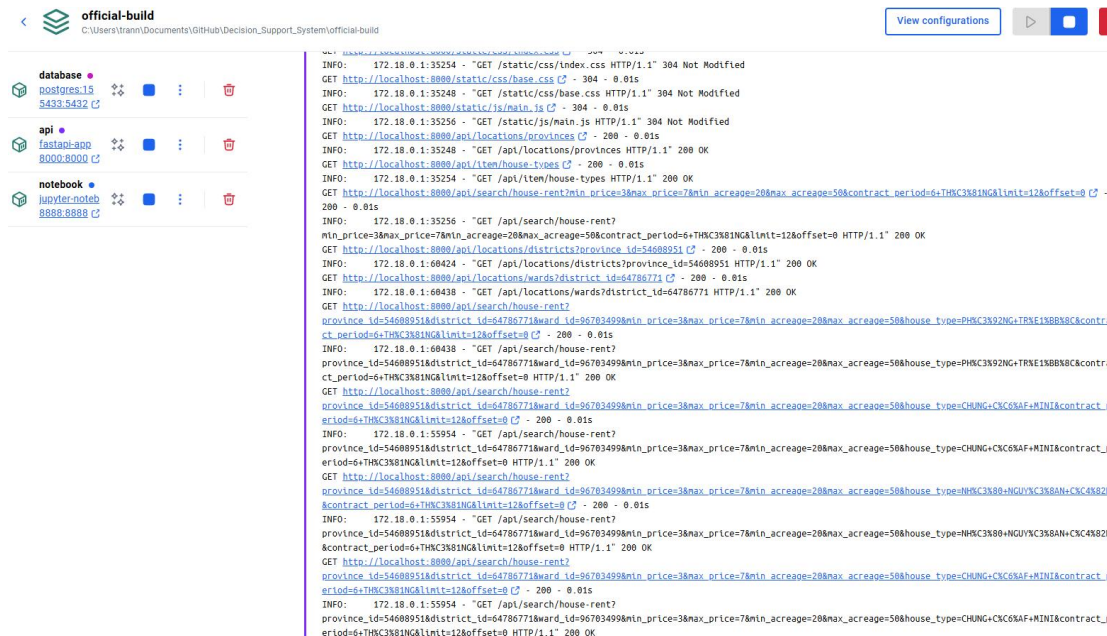 official-build
C:\Users\trann\Documents\GitHub\Decision_Support_System\official-build
View configurations
database
postgres:15
5433:5432
api
fastapi-app
8000:8000
notebook
jupyter-noteb
8888:8888
GET http://localhost:8000/static/css/index.css - 304 - 0.01s
INFO: 172.18.0.1:35254 - "GET /static/css/index.css HTTP/1.1" 304 Not Modified
GET http://localhost:8000/static/css/base.css - 304 - 0.01s
INFO: 172.18.0.1:35248 - "GET /static/css/base.css HTTP/1.1" 304 Not Modified
GET http://localhost:8000/static/js/main.js - 304 - 0.01s
INFO: 172.18.0.1:35256 - "GET /static/js/main.js HTTP/1.1" 304 Not Modified
GET http://localhost:8000/api/locations/provinces - 200 - 0.01s
INFO: 172.18.0.1:35248 - "GET /api/locations/provinces HTTP/1.1" 200 OK
GET http://localhost:8000/api/item/house-types - 200 - 0.01s
INFO: 172.18.0.1:35254 - "GET /api/item/house-types HTTP/1.1" 200 OK
GET http://localhost:8000/api/search/house-rent?min_price=3&max_price=7&min_acreage=20&max_acreage=50&contract_period=6+TH%C3%81NG&limit=12&offset=0 -
200 - 0.01s
INFO: 172.18.0.1:35256 - "GET /api/search/house-rent?
min_price=3&max_price=7&min_acreage=20&max_acreage=50&contract_period=6+TH%C3%81NG&limit=12&offset=0 HTTP/1.1" 200 OK
GET http://localhost:8000/api/locations/districts?province_id=54608951 - 200 - 0.01s
INFO: 172.18.0.1:60424 - "GET /api/locations/districts?province_id=54608951 HTTP/1.1" 200 OK
GET http://localhost:8000/api/locations/wards?district_id=64786771 - 200 - 0.01s
INFO: 172.18.0.1:60438 - "GET /api/locations/wards?district_id=64786771 HTTP/1.1" 200 OK
GET http://localhost:8000/api/search/house-rent?
province_id=54608951&district_id=64786771&ward_id=96703499&min_price=3&max_price=7&min_acreage=20&max_acreage=50&house_type=PH%C3%92NG+TR%E1%BB%8C&contra
ct_period=6+TH%C3%81NG&limit=12&offset=0 - 200 - 0.01s
INFO: 172.18.0.1:60438 - "GET /api/search/house-rent?
province_id=54608951&district_id=64786771&ward_id=96703499&min_price=3&max_price=7&min_acreage=20&max_acreage=50&house_type=PH%C3%92NG+TR%E1%BB%8C&contra
ct_period=6+TH%C3%81NG&limit=12&offset=0 HTTP/1.1" 200 OK
GET http://localhost:8000/api/search/house-rent?
province_id=54608951&district_id=64786771&ward_id=96703499&min_price=3&max_price=7&min_acreage=20&max_acreage=50&house_type=CHUNG+C%C6%AF+MINI&contract_p
eriod=6+TH%C3%81NG&limit=12&offset=0 - 200 - 0.01s
INFO: 172.18.0.1:55954 - "GET /api/search/house-rent?
province_id=54608951&district_id=64786771&ward_id=96703499&min_price=3&max_price=7&min_acreage=20&max_acreage=50&house_type=CHUNG+C%C6%AF+MINI&contract_p
eriod=6+TH%C3%81NG&limit=12&offset=0 HTTP/1.1" 200 OK
GET http://localhost:8000/api/search/house-rent?
province_id=54608951&district_id=64786771&ward_id=96703499&min_price=3&max_price=7&min_acreage=20&max_acreage=50&house_type=NH%C3%80+NGUY%C3%8AN+C%C4%82
&contract_period=6+TH%C3%81NG&limit=12&offset=0 - 200 - 0.01s
INFO: 172.18.0.1:55954 - "GET /api/search/house-rent?
province_id=54608951&district_id=64786771&ward_id=96703499&min_price=3&max_price=7&min_acreage=20&max_acreage=50&house_type=NH%C3%80+NGUY%C3%8AN+C%C4%82
&contract_period=6+TH%C3%81NG&limit=12&offset=0 HTTP/1.1" 200 OK
GET http://localhost:8000/api/search/house-rent?
province_id=54608951&district_id=64786771&ward_id=96703499&min_price=3&max_price=7&min_acreage=20&max_acreage=50&house_type=CHUNG+C%C6%AF+MINI&contract_p
eriod=6+TH%C3%81NG&limit=12&offset=0 - 200 - 0.01s
INFO: 172.18.0.1:55954 - "GET /api/search/house-rent?
province_id=54608951&district_id=64786771&ward_id=96703499&min_price=3&max_price=7&min_acreage=20&max_acreage=50&house_type=CHUNG+C%C6%AF+MINI&contract_p
eriod=6+TH%C3%81NG&limit=12&offset=0 HTTP/1.1" 200 OK